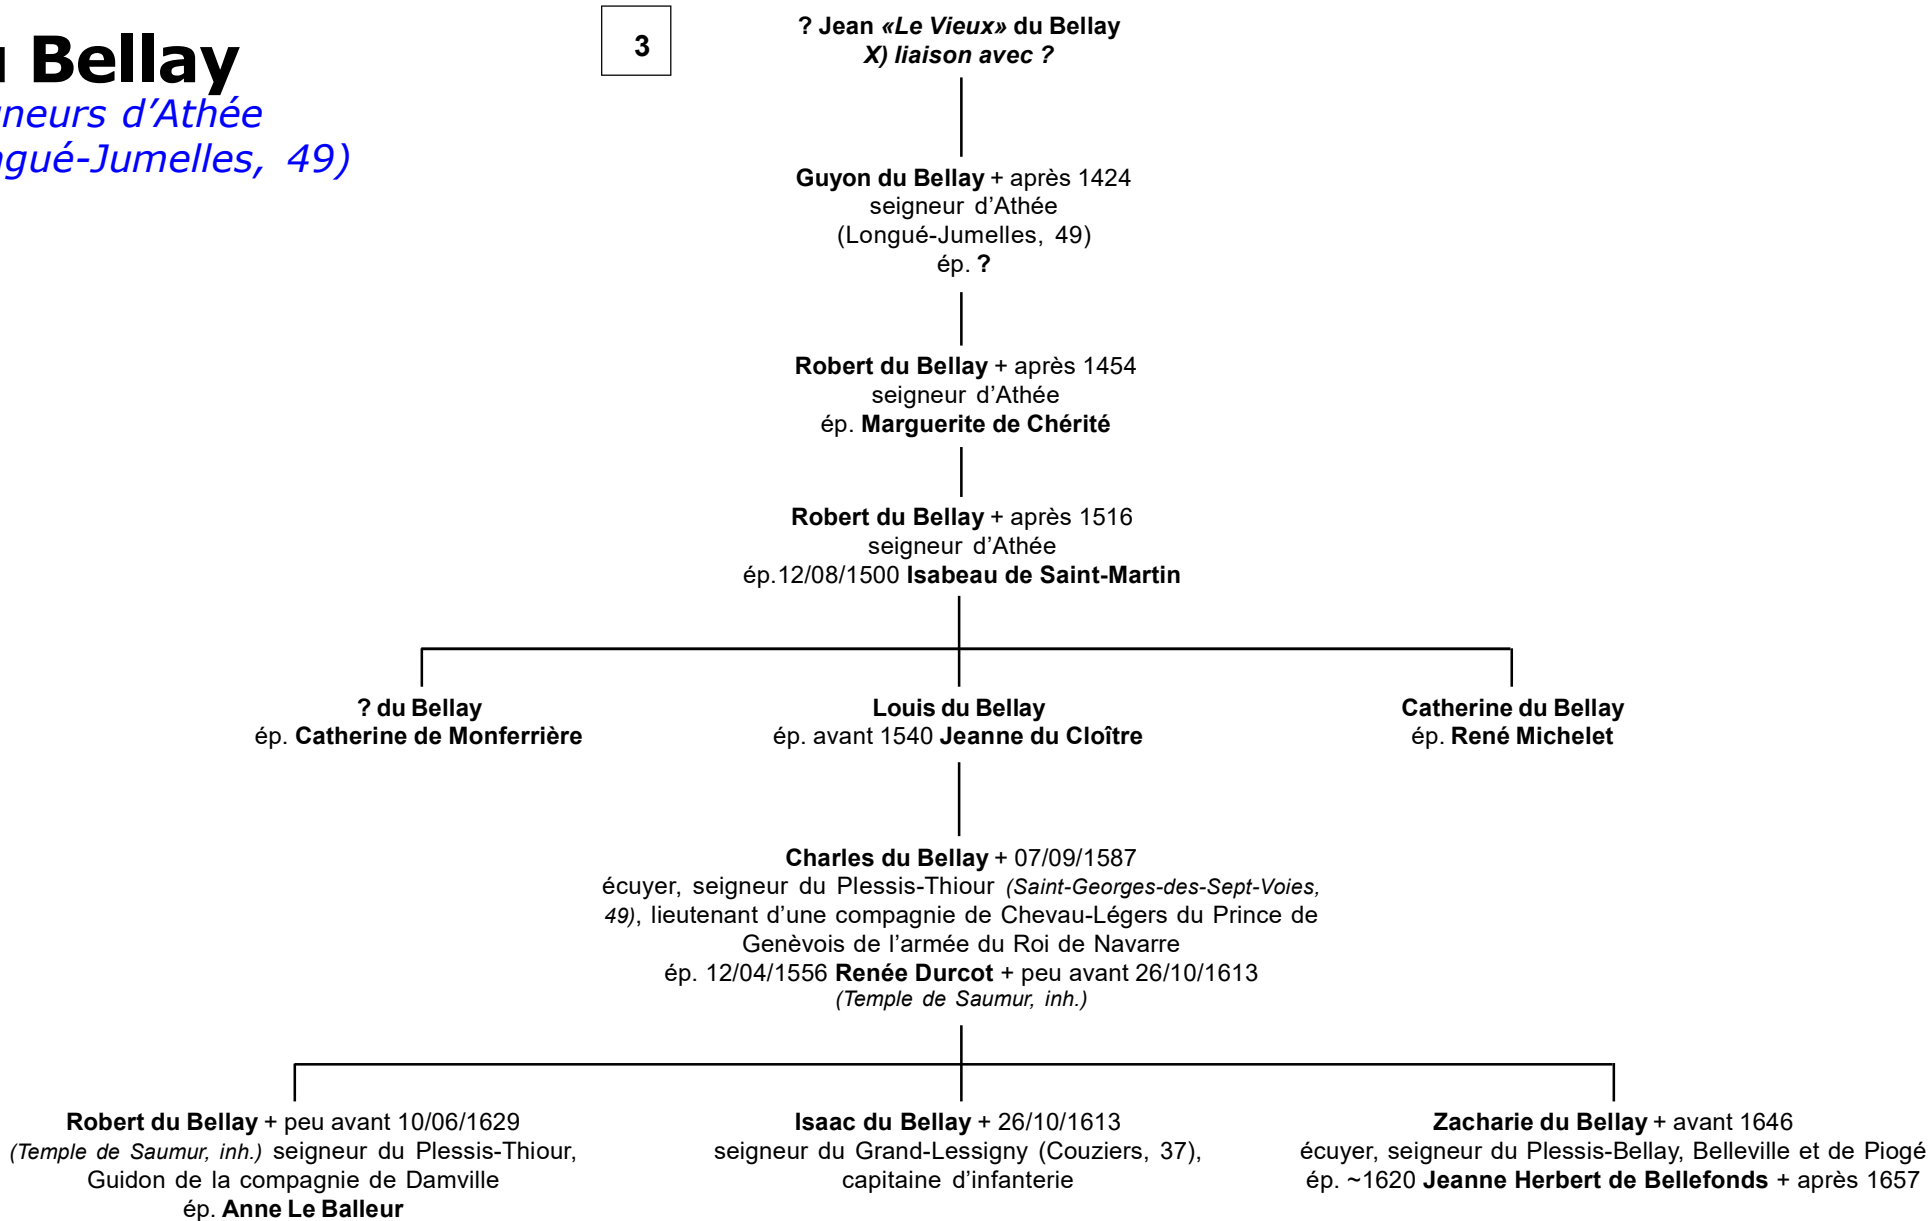 Bellay
d'Athée
Jumelles, 49)
3
? Jean «Le Vieux» du Bellay
X) liaison avec ?
Guyon du Bellay + après 1424
seigneur d'Athée
(Longué-Jumelles, 49)
ép. ?
Robert du Bellay + après 1454
seigneur d'Athée
ép. Marguerite de Chérité
Robert du Bellay + après 1516
seigneur d'Athée
ép.12/08/1500 Isabeau de Saint-Martin
? du Bellay
ép. Catherine de Monferrière
Louis du Bellay
ép. avant 1540 Jeanne du Cloître
Catherine du Bellay
ép. René Michelet
Charles du Bellay + 07/09/1587
écuyer, seigneur du Plessis-Thiour (Saint-Georges-des-Sept-Voies,
49), lieutenant d'une compagnie de Chevau-Légers du Prince de
Genèvois de l'armée du Roi de Navarre
ép. 12/04/1556 Renée Durcot + peu avant 26/10/1613
(Temple de Saumur, inh.)
Robert du Bellay + peu avant 10/06/1629
(Temple de Saumur, inh.) seigneur du Plessis-Thiour,
Guidon de la compagnie de Damville
ép. Anne Le Balleur
Isaac du Bellay + 26/10/1613
seigneur du Grand-Lessigny (Couziers, 37),
capitaine d'infanterie
Zacharie du Bellay + avant 1646
écuyer, seigneur du Plessis-Bellay, Belleville et de Piogé
ép. ~1620 Jeanne Herbert de Bellefonds + après 1657